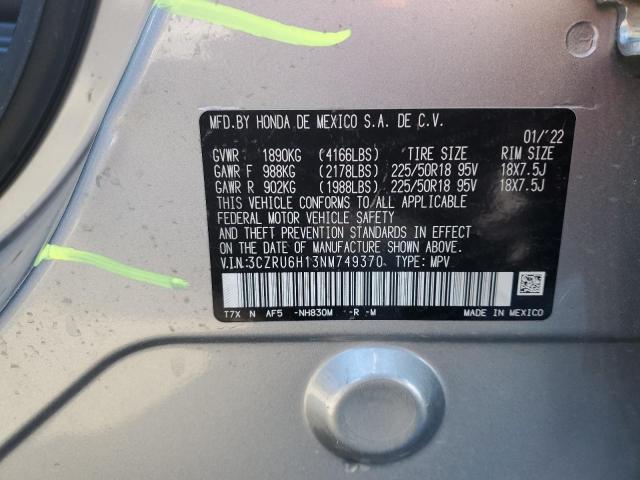 MFD.BY HONDA DE MEXICO S.A. DE C.V.
01/'22
GVWR 1890KG (4166LBS) TIRE SIZE RIM SIZE
GAWR F 988KG (2178LBS) 225/50R18 95V 18X7.5J
GAWR R 902KG (1988LBS) 225/50R18 95V 18X7.5J
THIS VEHICLE CONFORMS TO ALL APPLICABLE
FEDERAL MOTOR VEHICLE SAFETY
AND THEFT PREVENTION STANDARDS IN EFFECT
ON THE DATE OF MANUFACTURE SHOWN ABOVE.
V.I.N:3CZRU6H13NM749370 TYPE: MPV
T7X N AF5 -NH830M -R -M MADE IN MEXICO